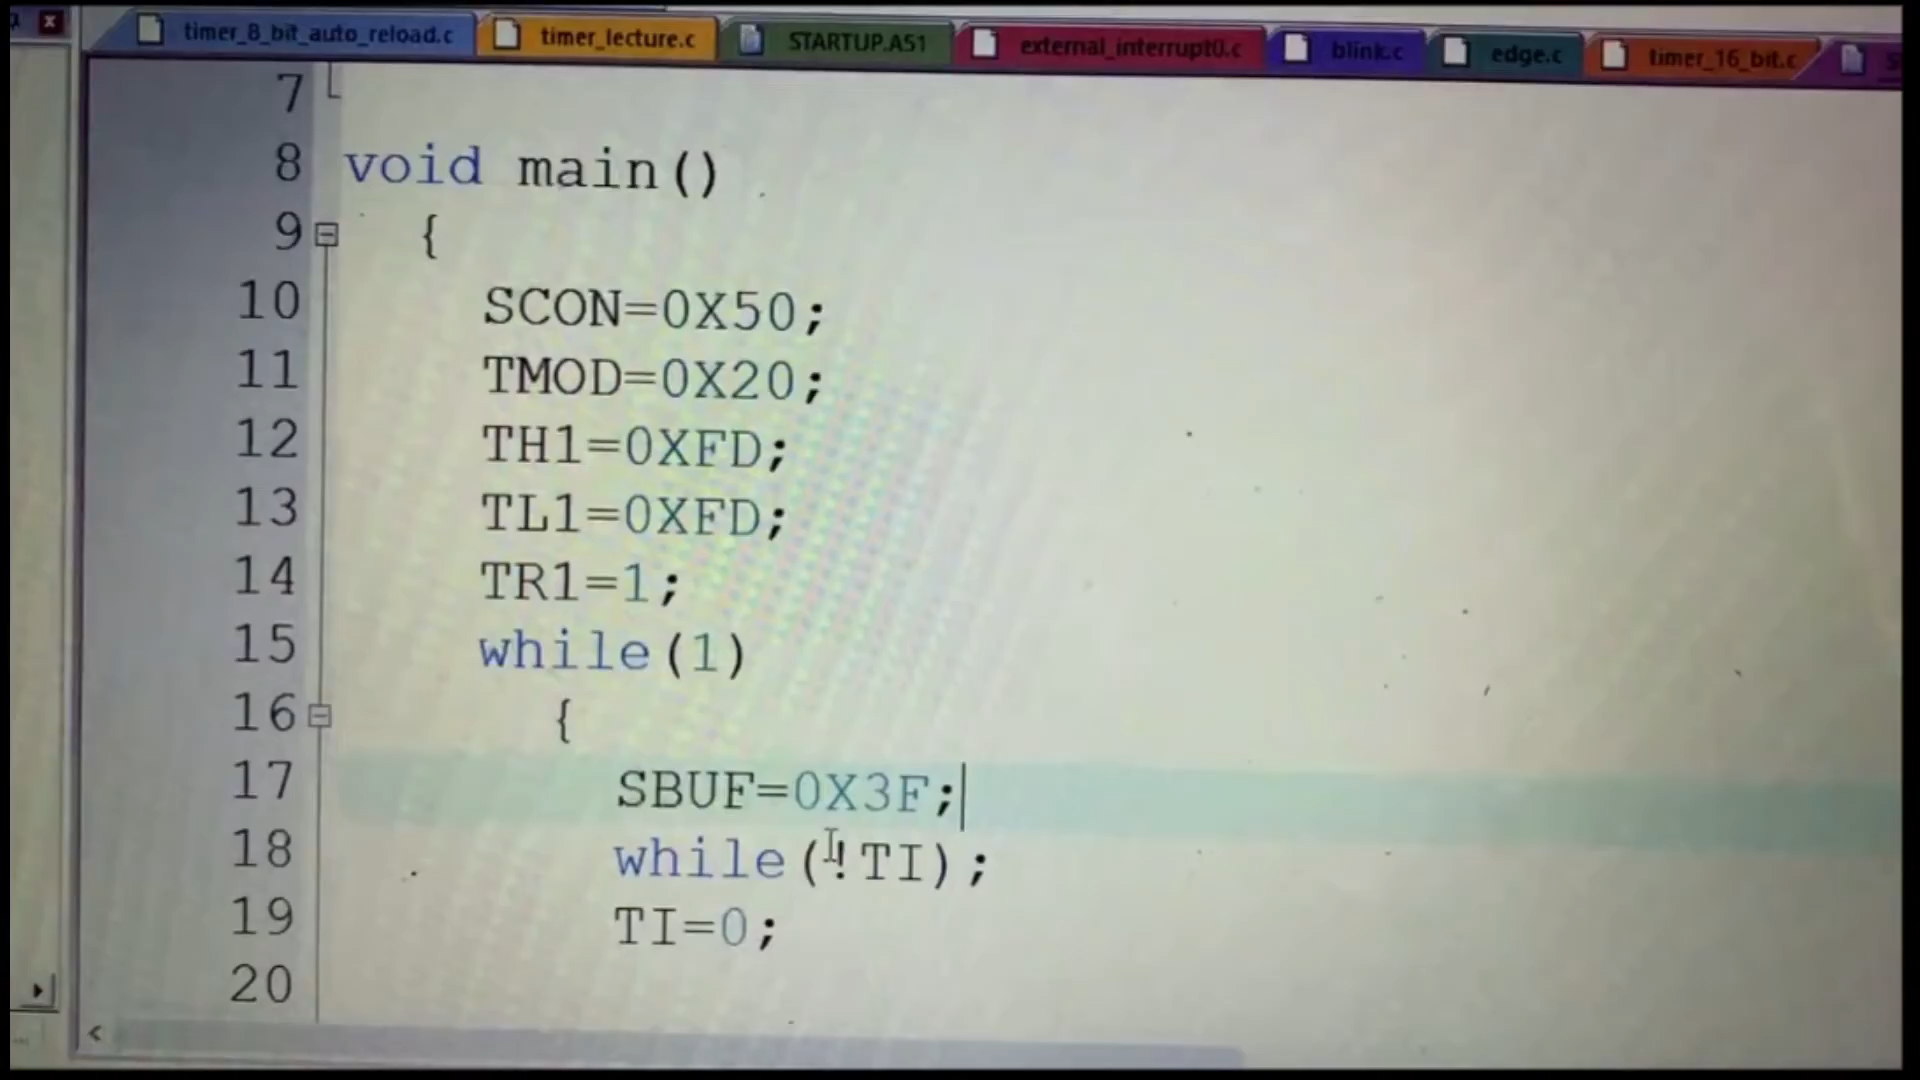 timer_8_bit_auto_reload.c timer_lecture.c STARTUP.A51 external_interrupt0.c blink.c edge.c timer_16_bit.c
7
8 void main()
9 {
10 SCON=0X50;
11 TMOD=0X20;
12 TH1=0XFD;
13 TL1=0XFD;
14 TR1=1;
15 while(1)
16 {
17 SBUF=0X3F;
18 while(!TI);
19 TI=0;
20